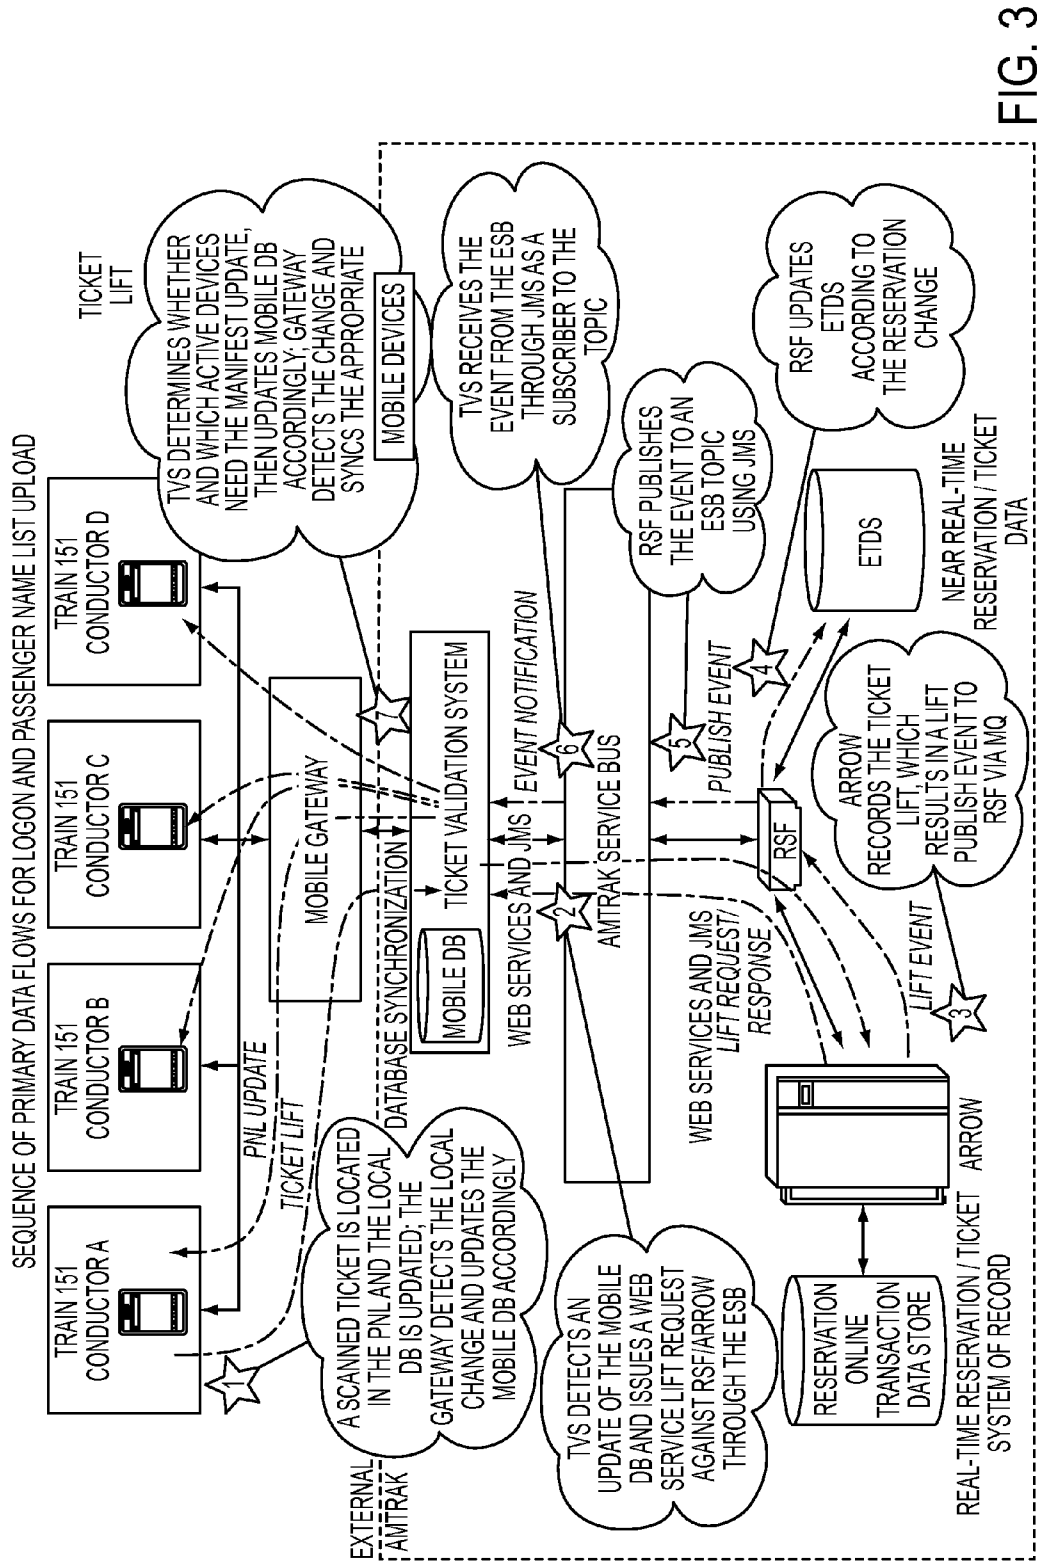 SEQUENCE OF PRIMARY DATA FLOWS FOR LOGON AND PASSENGER NAME LIST UPLOAD
TICKET
LIFT
TRAIN 151
CONDUCTOR A
TRAIN 151
CONDUCTOR B
TRAIN 151
CONDUCTOR C
TRAIN 151
CONDUCTOR D
TVS DETERMINES WHETHER
AND WHICH ACTIVE DEVICES
NEED THE MANIFEST UPDATE,
THEN UPDATES MOBILE DB
ACCORDINGLY; GATEWAY
DETECTS THE CHANGE AND
SYNCS THE APPROPRIATE
MOBILE DEVICES
1
PNL UPDATE
TICKET LIFT
MOBILE GATEWAY
7
A SCANNED TICKET IS LOCATED
IN THE PNL AND THE LOCAL
DB IS UPDATED; THE
GATEWAY DETECTS THE LOCAL
CHANGE AND UPDATES THE
MOBILE DB ACCORDINGLY
EXTERNAL
AMTRAK
DATABASE SYNCHRONIZATION
MOBILE DB
TICKET VALIDATION SYSTEM
TVS RECEIVES THE
EVENT FROM THE ESB
THROUGH JMS AS A
SUBSCRIBER TO THE
TOPIC
WEB SERVICES AND JMS
EVENT NOTIFICATION
2
6
AMTRAK SERVICE BUS
TVS DETECTS AN
UPDATE OF THE MOBILE
DB AND ISSUES A WEB
SERVICE LIFT REQUEST
AGAINST RSF/ARROW
THROUGH THE ESB
RSF PUBLISHES
THE EVENT TO AN
ESB TOPIC
USING JMS
5
WEB SERVICES AND JMS
LIFT REQUEST/
RESPONSE
PUBLISH EVENT
4
RSF
RSF UPDATES
ETDS
ACCORDING TO
THE RESERVATION
CHANGE
ETDS
NEAR REAL-TIME
RESERVATION / TICKET
DATA
ARROW
RECORDS THE TICKET
LIFT, WHICH
RESULTS IN A LIFT
PUBLISH EVENT TO
RSF VIA MQ
LIFT EVENT
3
RESERVATION
ONLINE
TRANSACTION
DATA STORE
ARROW
REAL-TIME RESERVATION / TICKET
SYSTEM OF RECORD
FIG. 3